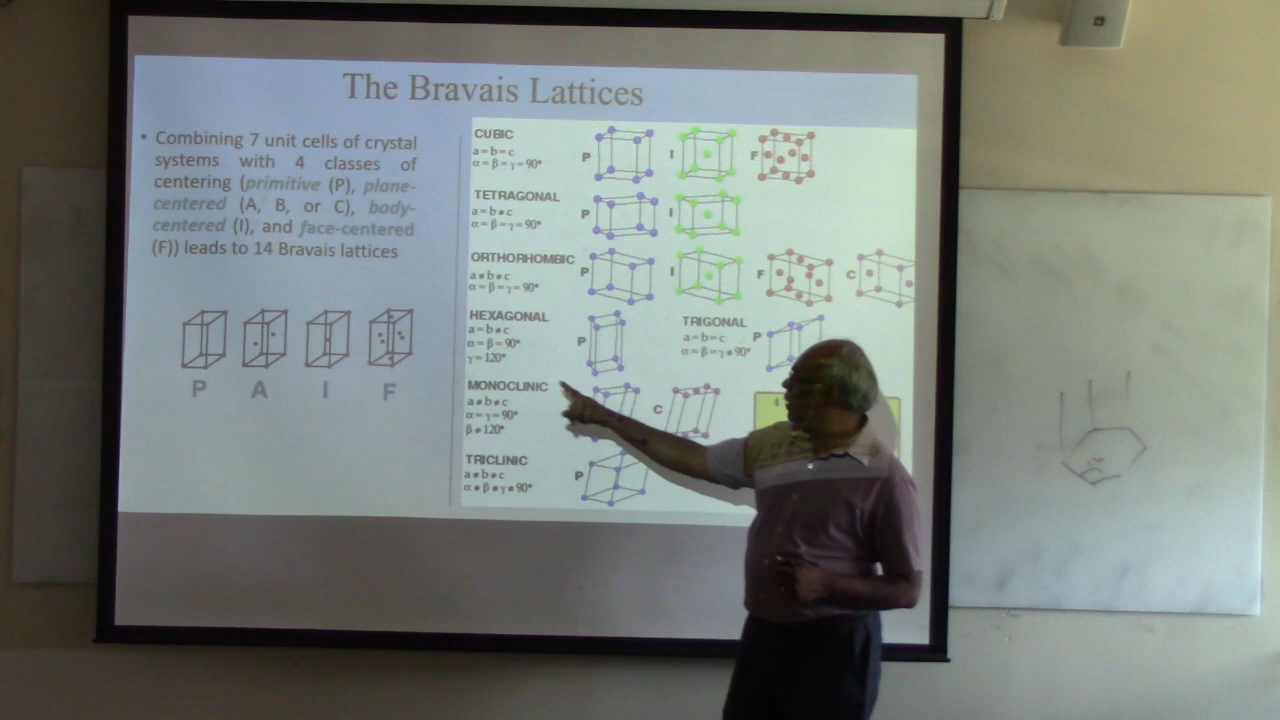 The Bravais Lattices
• Combining 7 unit cells of crystal
systems with 4 classes of
centering (primitive (P), plane-
centered (A, B, or C), body-
centered (I), and face-centered
(F)) leads to 14 Bravais lattices
P A I F
CUBIC
a=b=c
α=β=γ=90°
P I F
TETRAGONAL
a=b≠c
α=β=γ=90°
P I
ORTHORHOMBIC
a≠b≠c
α=β=γ=90°
P I F C
HEXAGONAL
a=b≠c
α=β=90°
γ=120°
P
TRIGONAL
a=b=c
α=β=γ≠90°
P
MONOCLINIC
a≠b≠c
α=γ=90°
β≠120°
C
TRICLINIC
a≠b≠c
α≠β≠γ≠90°
P